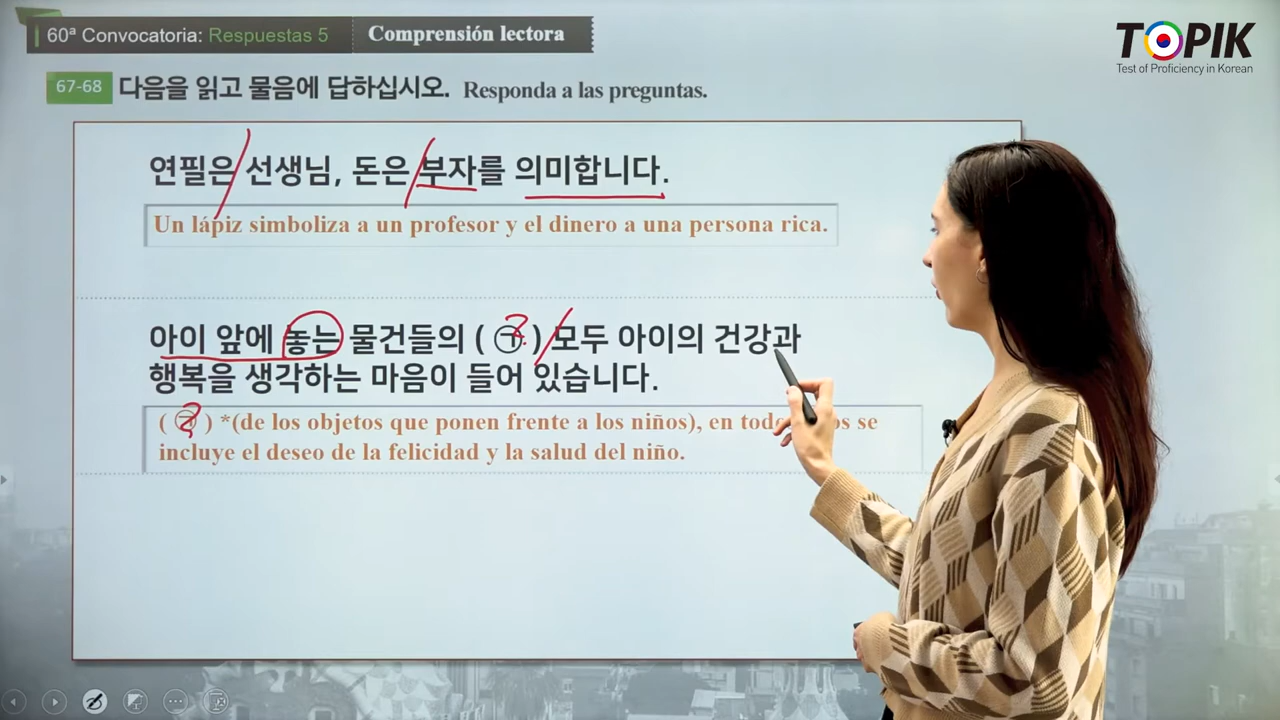 60ª Convocatoria: Respuestas 5 Comprensión lectora
TOPIK
Test of Proficiency in Korean
67-68 다음을 읽고 물음에 답하십시오. Responda a las preguntas.
연필은 선생님, 돈은 부자를 의미합니다.
Un lápiz simboliza a un profesor y el dinero a una persona rica.
아이 앞에 놓는 물건들의 ( ㉠ ) 모두 아이의 건강과
행복을 생각하는 마음이 들어 있습니다.
( ㉠ ) *(de los objetos que ponen frente a los niños), en se
incluye el deseo de la felicidad y la salud del niño.